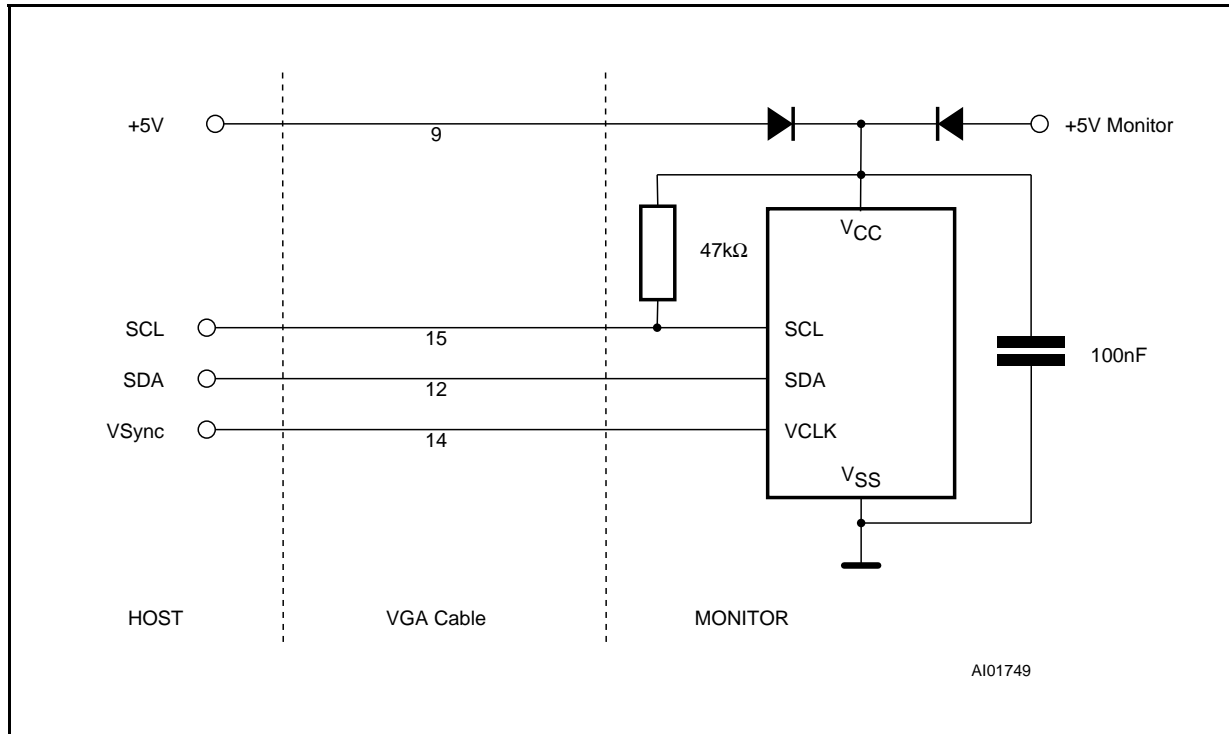 +5V
9
+5V Monitor
VCC
47kΩ
SCL
15
SCL
100nF
SDA
12
SDA
VSync
14
VCLK
VSS
HOST
VGA Cable
MONITOR
AI01749